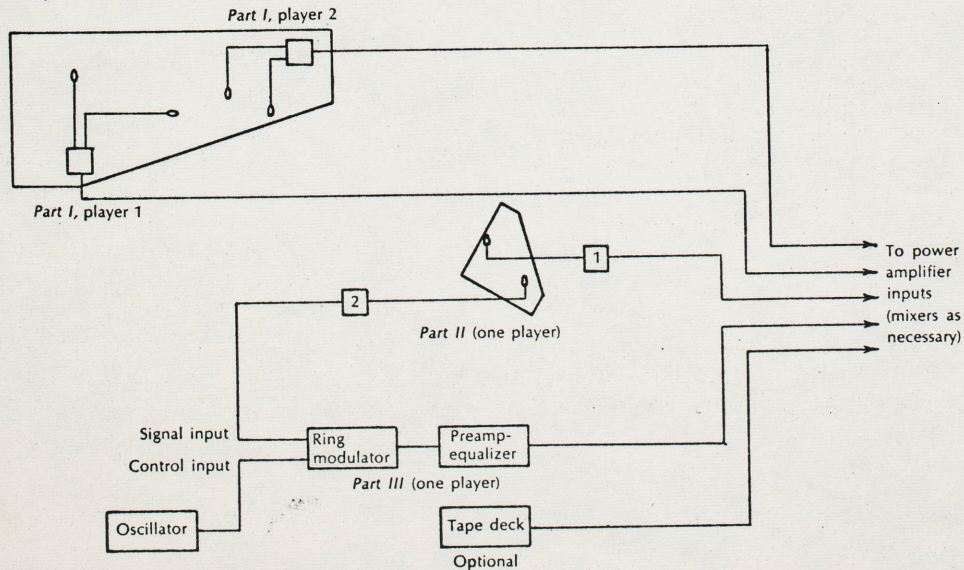 Part I, player 2
Part I, player 1
1
2
Part II (one player)
To power
amplifier
inputs
(mixers as
necessary)
Signal input
Control input
Ring
modulator
Preamp-
equalizer
Part III (one player)
Oscillator
Tape deck
Optional